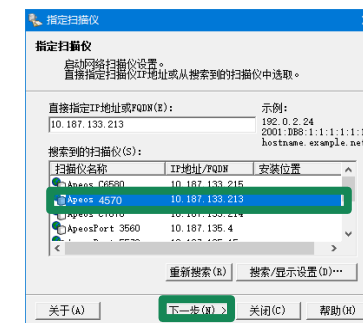 指定扫描仪
指定扫描仪
启动网络扫描仪设置。
直接指定扫描仪IP地址或从搜索到的扫描仪中选取。
直接指定IP地址或FQDN(E):
10.187.133.213
示例:
192.0.2.24
2001:DB8:1:1:1:1:
hostname.example.net
搜索到的扫描仪(S):
扫描仪名称 IP地址/FQDN 安装位置
Apeos C6580 10.187.133.215
Apeos 4570 10.187.133.213
10.187.133.214
ApeosPort 3560 10.187.135.4
重新搜索(R) 搜索/显示设置(D)...
关于(A) 下一步(N) > 关闭(C) 帮助(H)